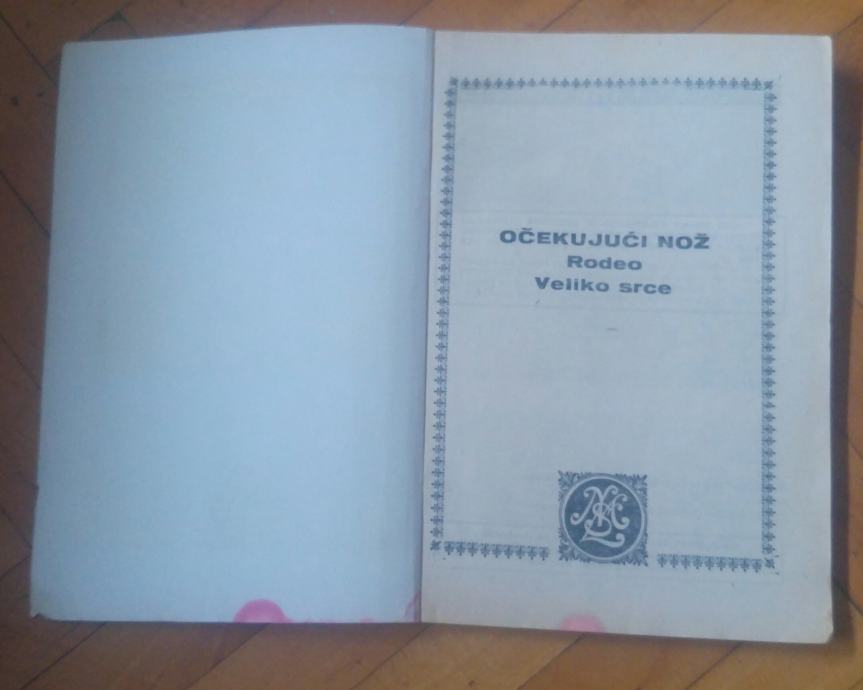 OČEKUJUĆI NOŽ
Rodeo
Veliko srce